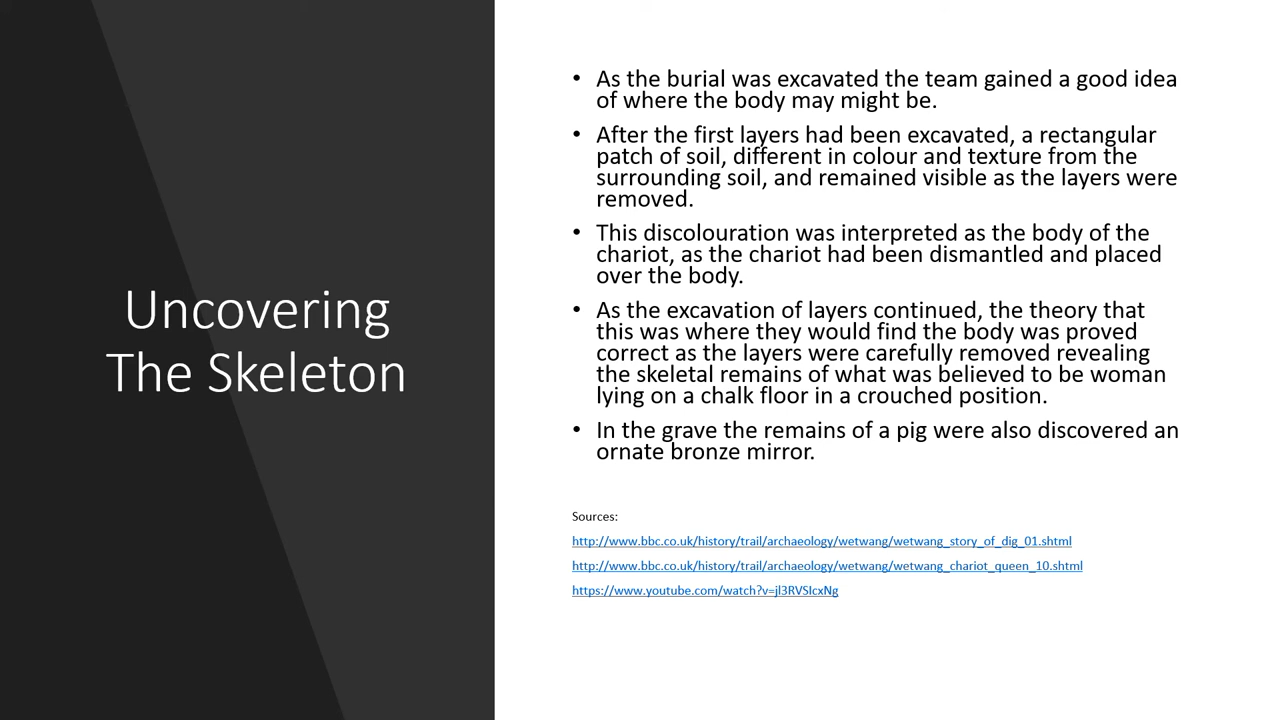 Uncovering
The Skeleton
• As the burial was excavated the team gained a good idea
of where the body may might be.
• After the first layers had been excavated, a rectangular
patch of soil, different in colour and texture from the
surrounding soil, and remained visible as the layers were
removed.
• This discolouration was interpreted as the body of the
chariot, as the chariot had been dismantled and placed
over the body.
• As the excavation of layers continued, the theory that
this was where they would find the body was proved
correct as the layers were carefully removed revealing
the skeletal remains of what was believed to be woman
lying on a chalk floor in a crouched position.
• In the grave the remains of a pig were also discovered an
ornate bronze mirror.
Sources:
http://www.bbc.co.uk/history/trail/archaeology/wetwang/wetwang_story_of_dig_01.shtml
http://www.bbc.co.uk/history/trail/archaeology/wetwang/wetwang_chariot_queen_10.shtml
https://www.youtube.com/watch?v=jl3RVSIcxNg